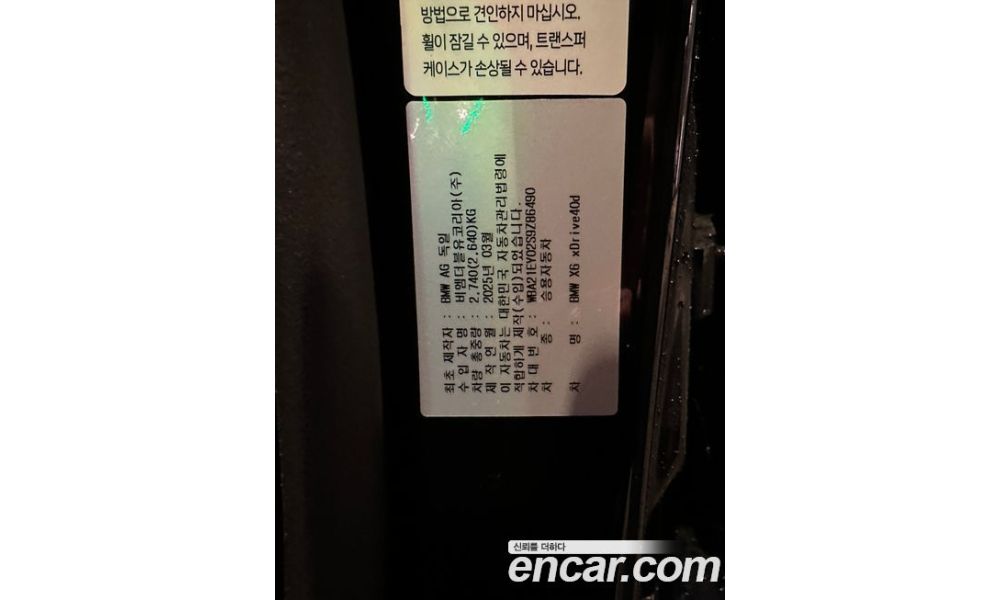 방법으로 견인하지 마십시오.
휠이 잠길 수 있으며, 트랜스퍼
케이스가 손상될 수 있습니다.
최초 제작자 : BMW AG 독일
수 입 자 명 : 비엠더블유코리아(주)
차량 총중량 : 2,740(2,640)KG
제 작 연 월 : 2025년 03월
이 자동차는 대한민국 자동차관리법령에
적합하게 제작(수입)되었습니다.
차 대 번 호 : WBA21EY02S9Z86490
차 종 : 승용자동차
차 명 : BMW X6 xDrive40d
신뢰를 더하다
encar.com